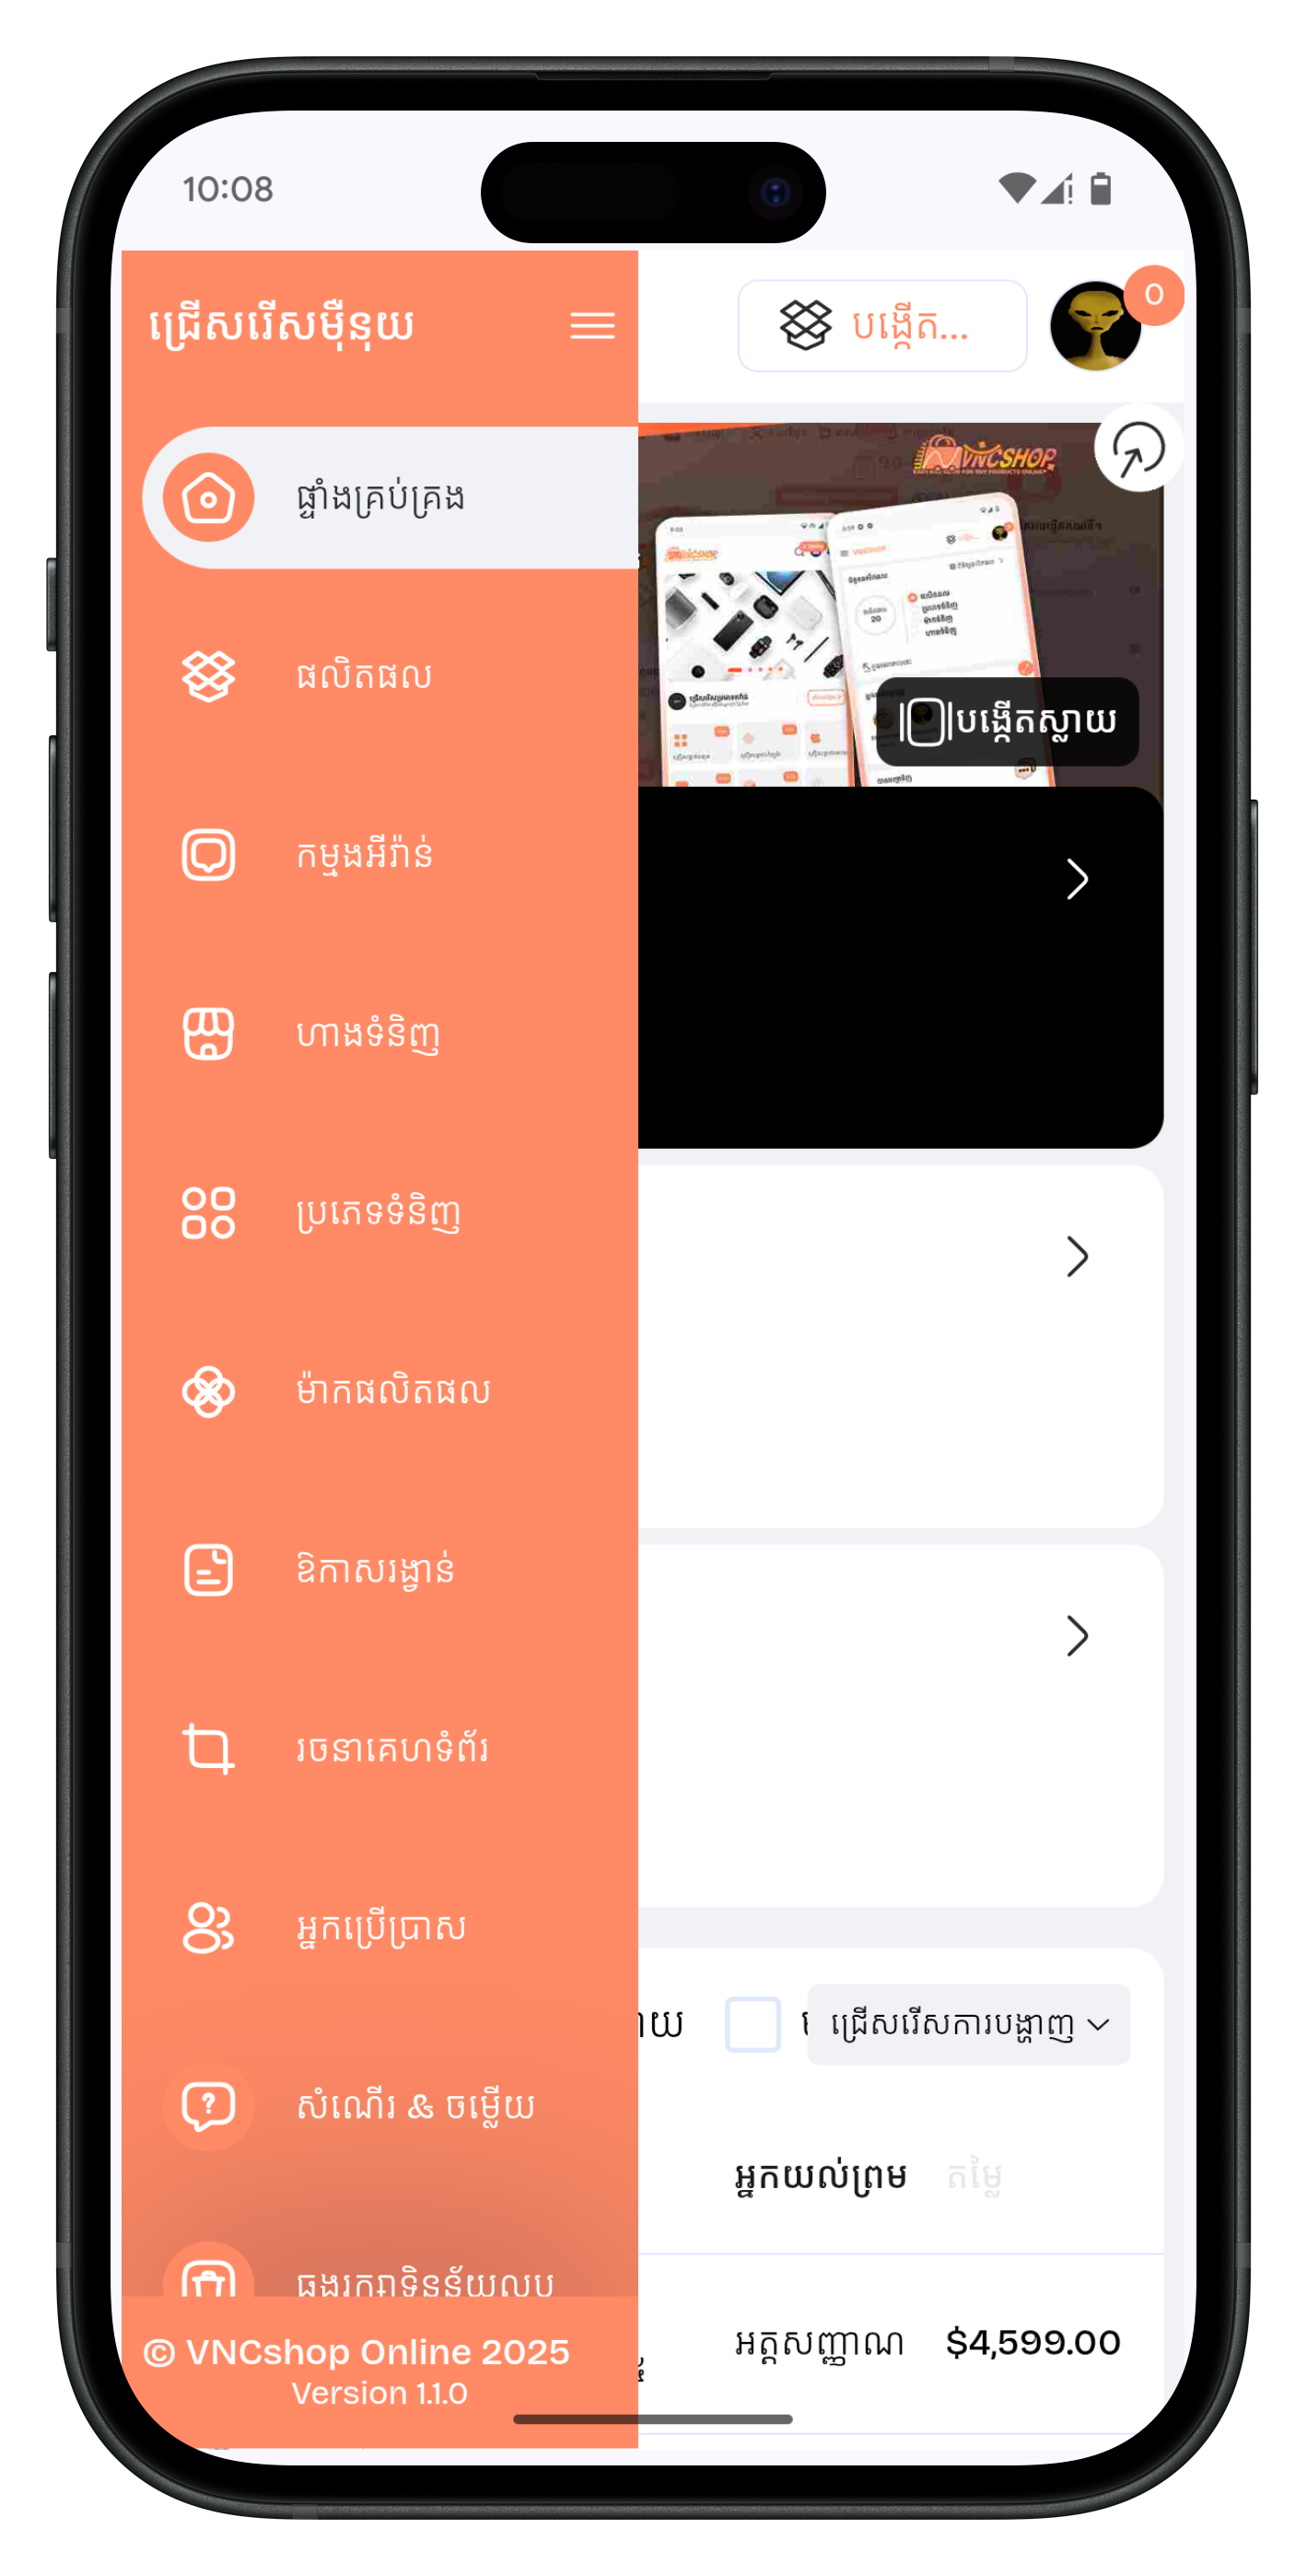 10:08
ជ្រើសរើសម៉ឺនុយ
បង្កើត...
0
ផ្ទាំងគ្រប់គ្រង
VNCSHOP
ផលិតផល
បង្កើតស្លាយ
កម្មងអីវ៉ាន់
ហាងទំនិញ
ប្រភេទទំនិញ
ម៉ាកផលិតផល
ឱកាសរង្វាន់
រចនាគេហទំព័រ
អ្នកប្រើប្រាស
ជ្រើសរើសការបង្ហាញ
សំណើរ & ចម្លើយ
អ្នកយល់ព្រម តម្លៃ
ធុងរក្សាទិន្នន័យលុប
អត្តសញ្ញាណ $4,599.00
© VNCshop Online 2025
Version 1.1.0